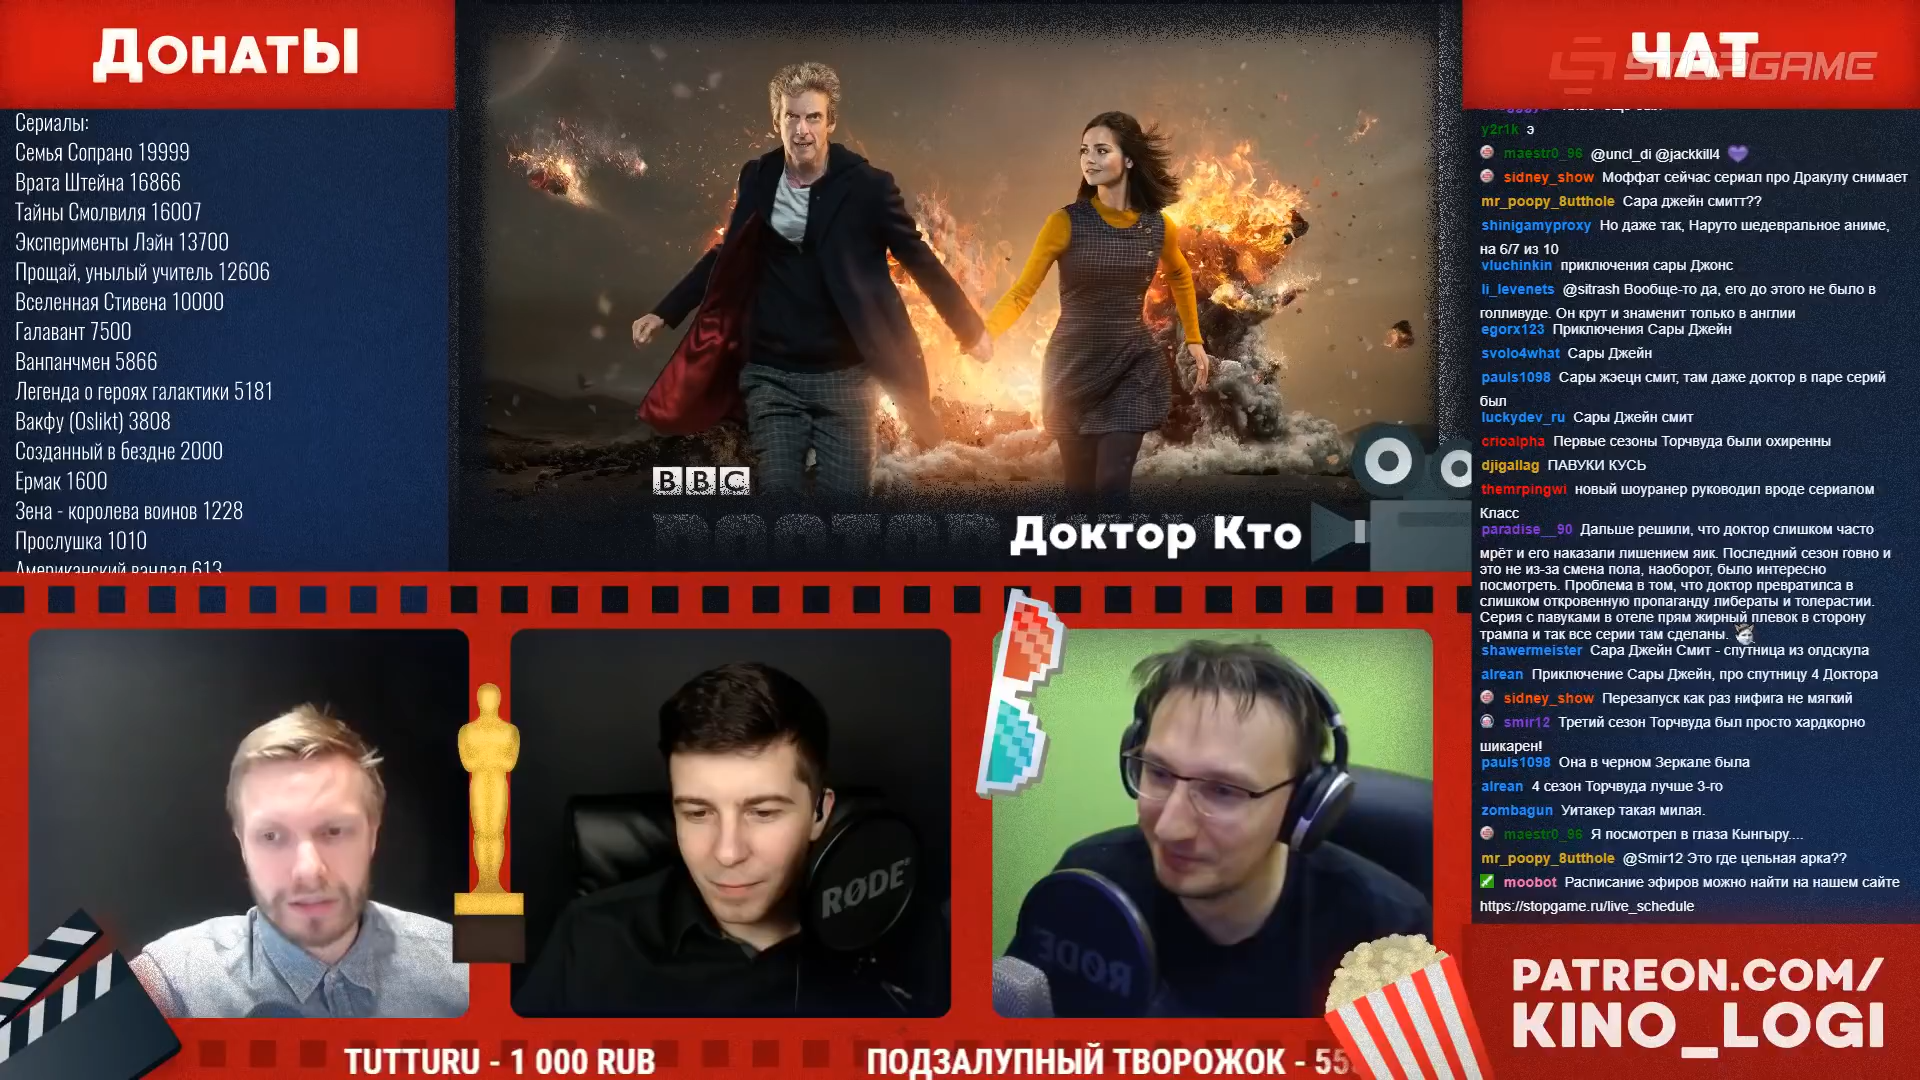 ДОНАТЫ
Сериалы:
Семья Сопрано 19999
Врата Штейна 16866
Тайны Смолвиля 16007
Эксперименты Лэйн 13700
Прощай, унылый учитель 12606
Вселенная Стивена 10000
Галавант 7500
Ванпанчмен 5866
Легенда о героях галактики 5181
Вакфу (Oslikt) 3808
Созданный в бездне 2000
Ермак 1600
Зена - королева воинов 1228
Прослушка 1010
Американский вандал 613
BBC
Доктор Кто
ЧАТ
STOPGAME
y2r1k э
maestr0_96 @uncl_di @jackkill4
sidney_show Моффат сейчас сериал про Дракулу снимает
mr_poopy_8utthole Сара джейн смитт??
shinigamyproxy Но даже так, Наруто шедевральное аниме,
на 6/7 из 10
vluchinkin приключения сары Джонс
li_levenets @sitrash Вообще-то да, его до этого не было в
голливуде. Он крут и знаменит только в англии
egorx123 Приключения Сары Джейн
svolo4what Сары Джейн
pauls1098 Сары жэецн смит, там даже доктор в паре серий
был
luckydev_ru Сары Джейн смит
crioalpha Первые сезоны Торчвуда были охиренны
djigallag ПАВУКИ КУСЬ
themrpingwi новый шоуранер руководил вроде сериалом
Класс
paradise__90 Дальше решили, что доктор слишком часто
мрёт и его наказали лишением яик. Последний сезон говно и
это не из-за смена пола, наоборот, было интересно
посмотреть. Проблема в том, что доктор превратилса в
слишком откровенную пропаганду либераты и толерастии.
Серия с павуками в отеле прям жирный плевок в сторону
трампа и так все серии там сделаны.
shawermeister Сара Джейн Смит - спутница из олдскула
alrean Приключение Сары Джейн, про спутницу 4 Доктора
sidney_show Перезапуск как раз нифига не мягкий
smir12 Третий сезон Торчвуда был просто хардкорно
шикарен!
pauls1098 Она в черном Зеркале была
alrean 4 сезон Торчвуда лучше 3-го
zombagun Уитакер такая милая.
maestr0_96 Я посмотрел в глаза Кынгыру....
mr_poopy_8utthole @Smir12 Это где цельная арка??
moobot Расписание эфиров можно найти на нашем сайте
https://stopgame.ru/live_schedule
RØDE
RØDE
PATREON.COM/
KINO_LOGI
TUTTURU - 1 000 RUB
ПОДЗАЛУПНЫЙ ТВОРОЖОК - 55